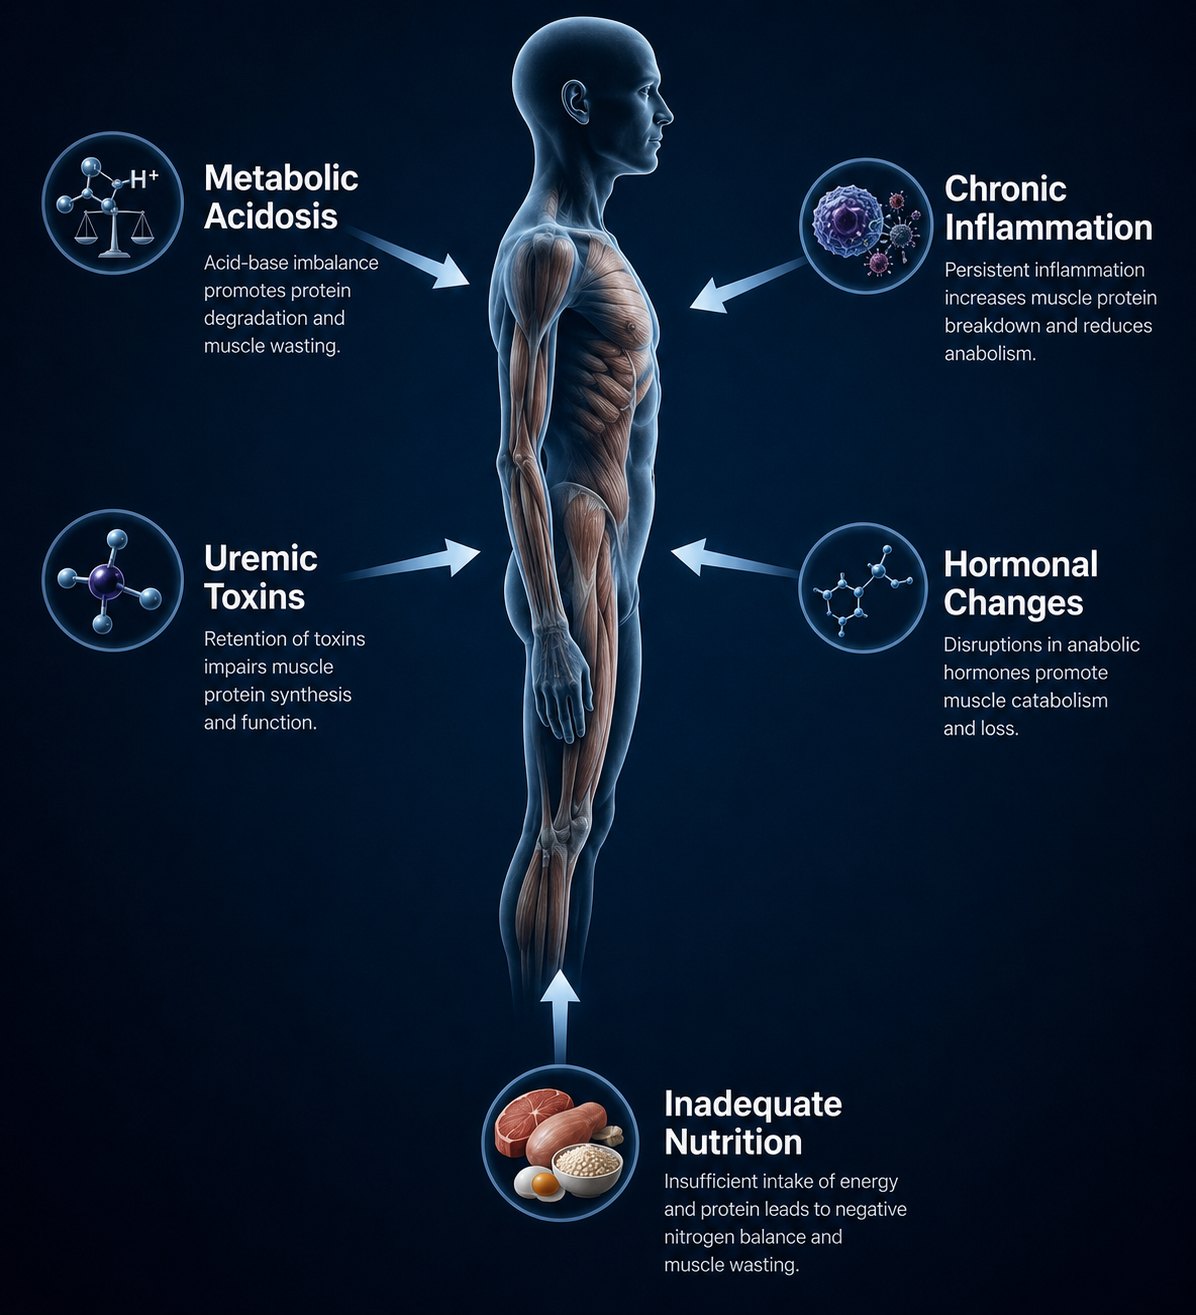 H⁺
Metabolic
Acidosis
Acid-base imbalance
promotes protein
degradation and
muscle wasting.
Chronic
Inflammation
Persistent inflammation
increases muscle protein
breakdown and reduces
anabolism.
Uremic
Toxins
Retention of toxins
impairs muscle
protein synthesis
and function.
Hormonal
Changes
Disruptions in anabolic
hormones promote
muscle catabolism
and loss.
Inadequate
Nutrition
Insufficient intake of energy
and protein leads to negative
nitrogen balance and
muscle wasting.